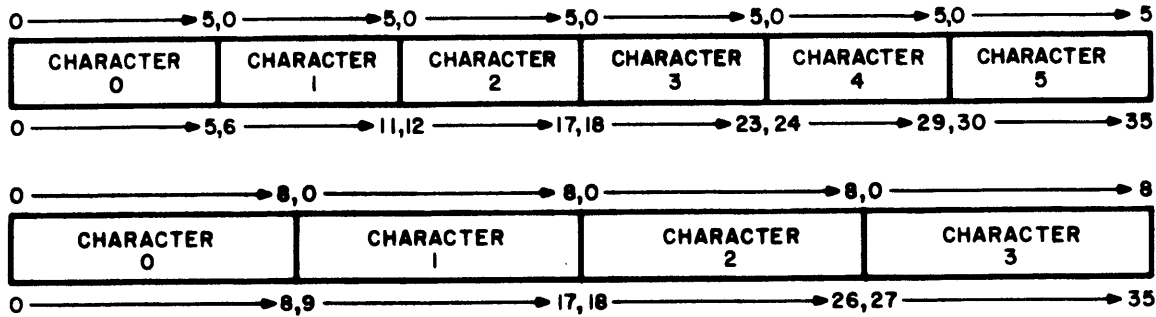 0 5,0 5,0 5,0 5,0 5,0 5
CHARACTER CHARACTER CHARACTER CHARACTER CHARACTER CHARACTER
0 1 2 3 4 5
0 5,6 11,12 17,18 23,24 29,30 35
0 8,0 8,0 8,0 8
CHARACTER CHARACTER CHARACTER CHARACTER
0 1 2 3
0 8,9 17,18 26,27 35